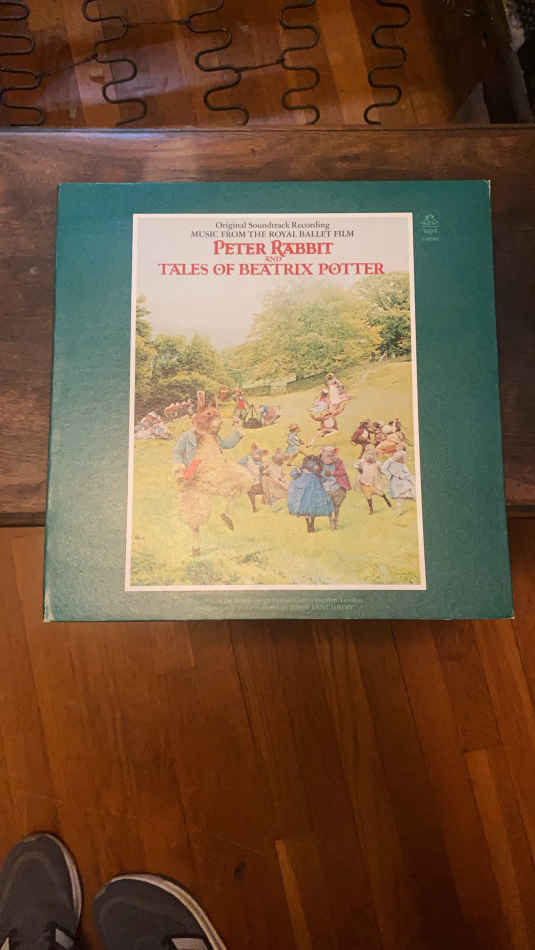 Original Soundtrack Recording
MUSIC FROM THE ROYAL BALLET FILM
PETER RABBIT
AND
TALES OF BEATRIX POTTER